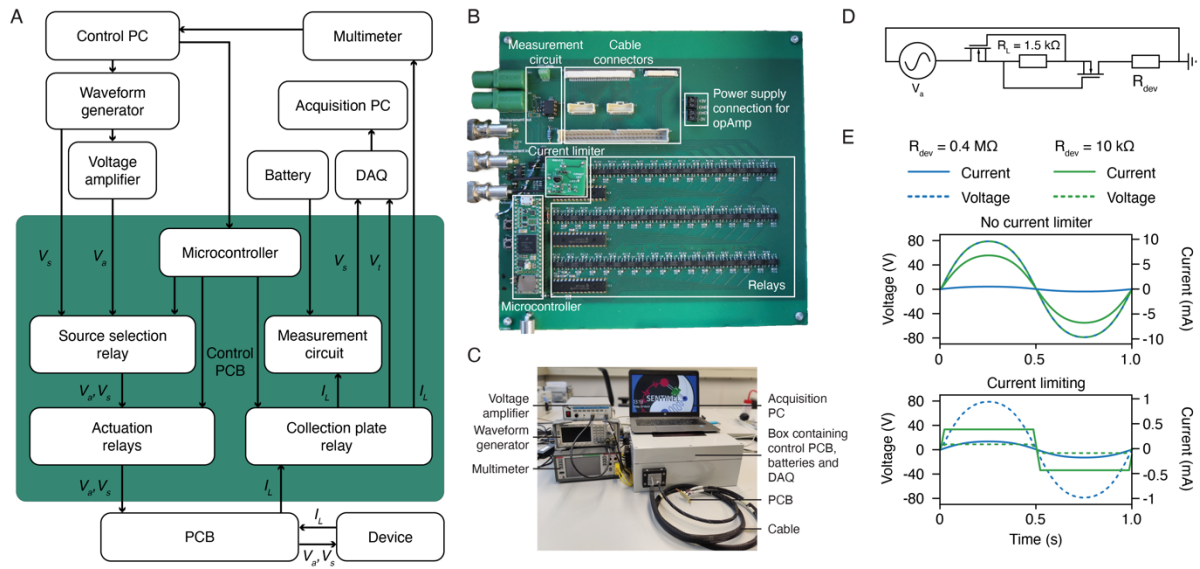 A
Control PC
Multimeter
Waveform
generator
Acquisition PC
Voltage
amplifier
Battery
DAQ
Vs
Va
Microcontroller
Vs
Vt
Source selection
relay
Control
PCB
Measurement
circuit
Va, Vs
IL
IL
Actuation
relays
Collection plate
relay
Va, Vs
IL
PCB
IL
Va, Vs
Device
B
Measurement
circuit
Cable
connectors
Power supply
connection for
opAmp
Current limiter
Relays
Microcontroller
C
Voltage
amplifier
Waveform
generator
Multimeter
SENTINEL
Acquisition
PC
Box containing
control PCB,
batteries and
DAQ
PCB
Cable
D
RL = 1.5 kΩ
Va
Rdev
E
Rdev = 0.4 MΩ
Rdev = 10 kΩ
Current
Current
Voltage
Voltage
No current limiter
Voltage (V)
80
40
0
-40
-80
10
5
0
-5
-10
Current (mA)
0
0.5
1.0
Current limiting
Voltage (V)
80
40
0
-40
-80
1
0.5
0
-0.5
-1
Current (mA)
0
0.5
1.0
Time (s)